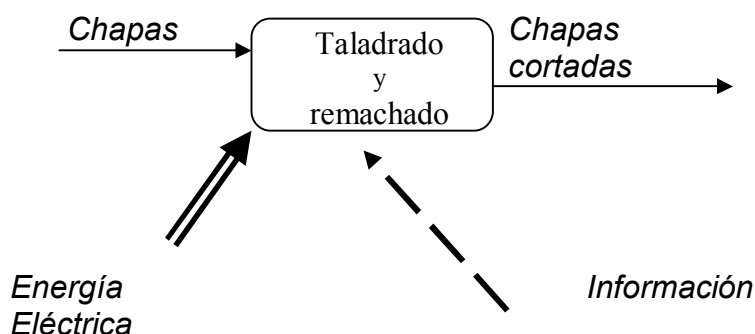 Chapas
Taladrado
y
remachado
Chapas
cortadas
Energía
Eléctrica
Información